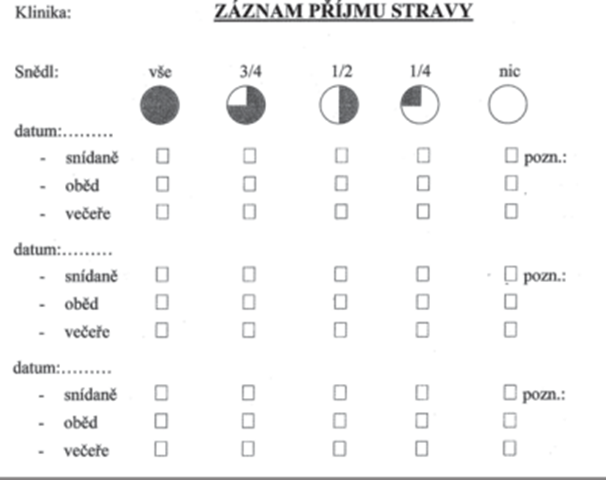 Klinika: ZÁZNAM PŘÍJMU STRAVY
Snědl: vše 3/4 1/2 1/4 nic
datum:.........
- snídaně pozn.:
- oběd
- večeře
datum:.........
- snídaně pozn.:
- oběd
- večeře
datum:.........
- snídaně pozn.:
- oběd
- večeře